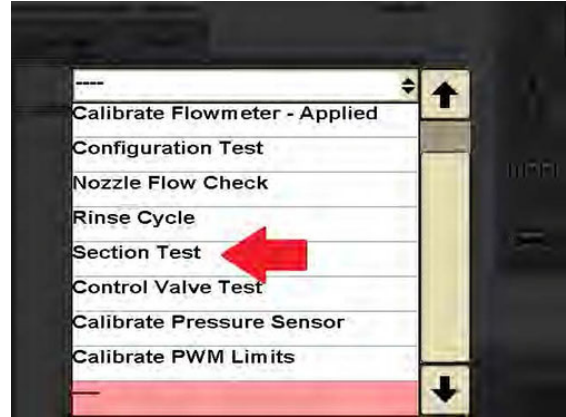 ----
Calibrate Flowmeter - Applied
Configuration Test
Nozzle Flow Check
Rinse Cycle
Section Test
Control Valve Test
Calibrate Pressure Sensor
Calibrate PWM Limits